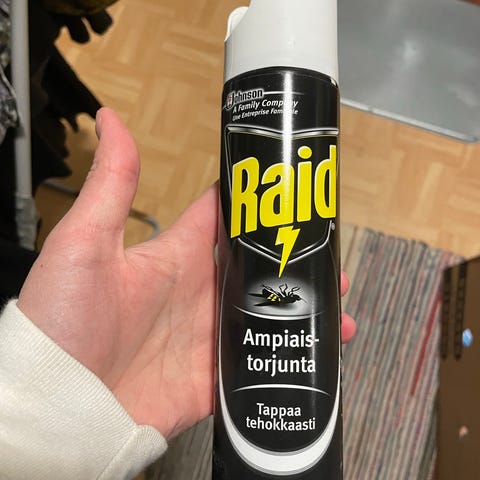 Johnson
A Family Company
Une Entreprise Familiale
Raid
®
Ampiais-
torjunta
Tappaa
tehokkaasti